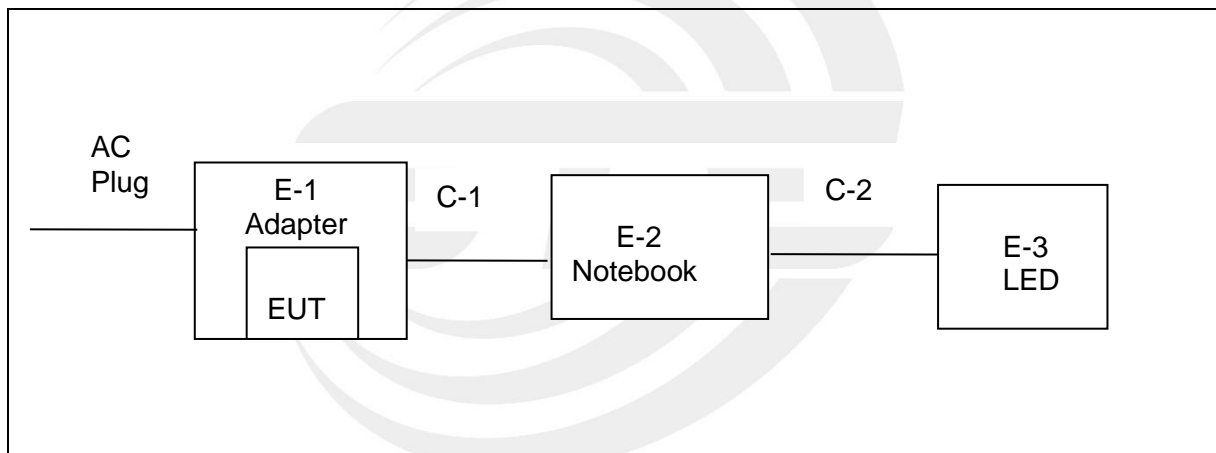 AC
Plug
E-1
Adapter
EUT
C-1
E-2
Notebook
C-2
E-3
LED